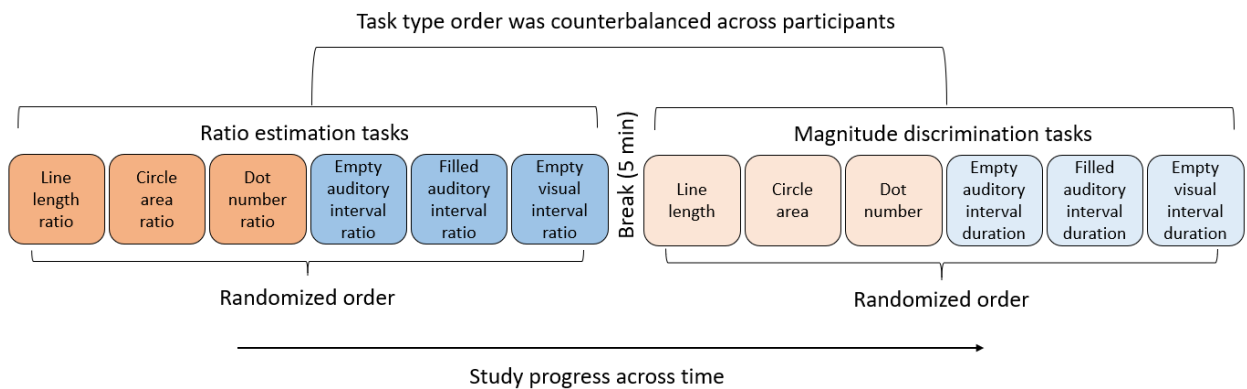 Task type order was counterbalanced across participants
Ratio estimation tasks
Line
length
ratio
Circle
area
ratio
Dot
number
ratio
Empty
auditory
interval
ratio
Filled
auditory
interval
ratio
Empty
visual
interval
ratio
Randomized order
Break (5 min)
Magnitude discrimination tasks
Line
length
Circle
area
Dot
number
Empty
auditory
interval
duration
Filled
auditory
interval
duration
Empty
visual
interval
duration
Randomized order
Study progress across time